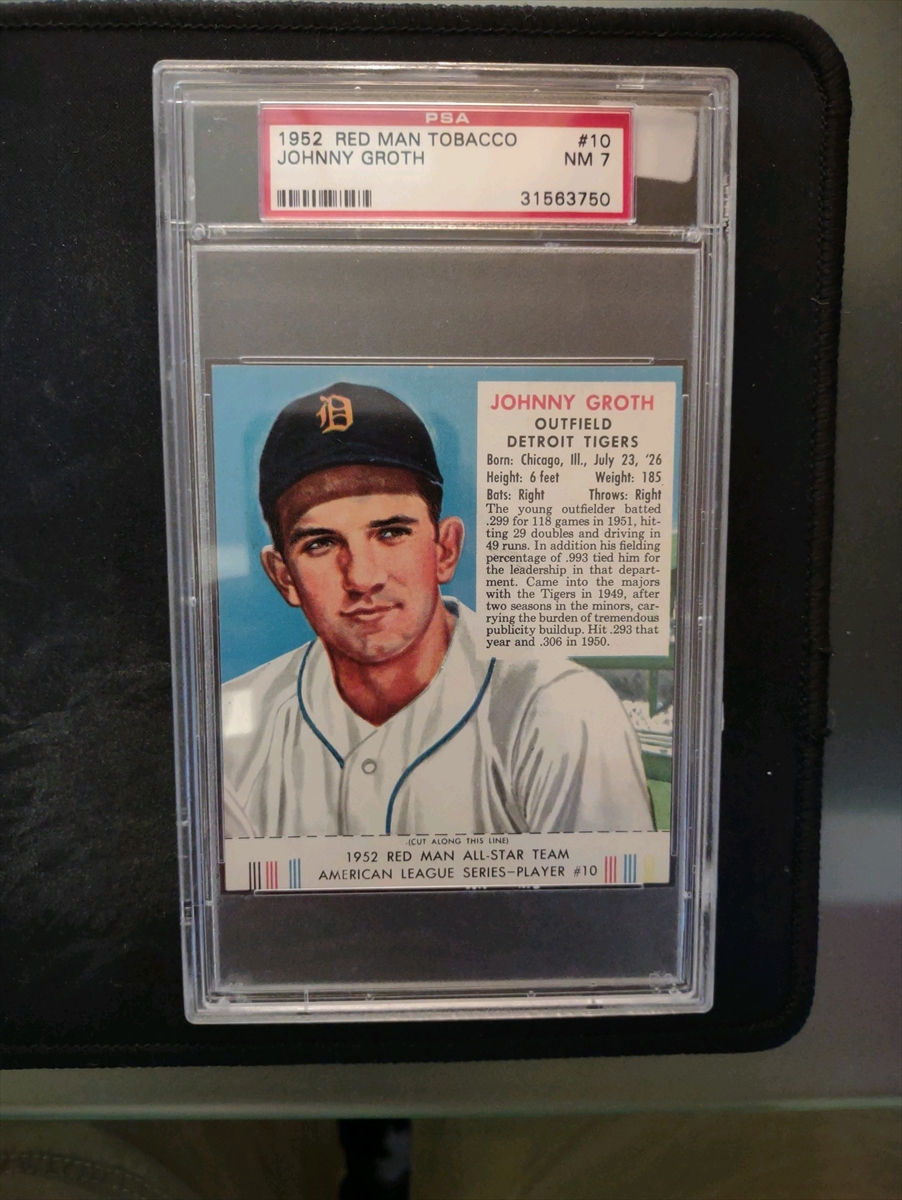 PSA
1952 RED MAN TOBACCO #10
JOHNNY GROTH NM 7
31563750
D
JOHNNY GROTH
OUTFIELD
DETROIT TIGERS
Born: Chicago, Ill., July 23, '26
Height: 6 feet Weight: 185
Bats: Right Throws: Right
The young outfielder batted
.299 for 118 games in 1951, hit-
ting 29 doubles and driving in
49 runs. In addition his fielding
percentage of .993 tied him for
the leadership in that depart-
ment. Came into the majors
with the Tigers in 1949, after
two seasons in the minors, car-
rying the burden of tremendous
publicity buildup. Hit .293 that
year and .306 in 1950.
(CUT ALONG THIS LINE)
1952 RED MAN ALL-STAR TEAM
AMERICAN LEAGUE SERIES—PLAYER #10